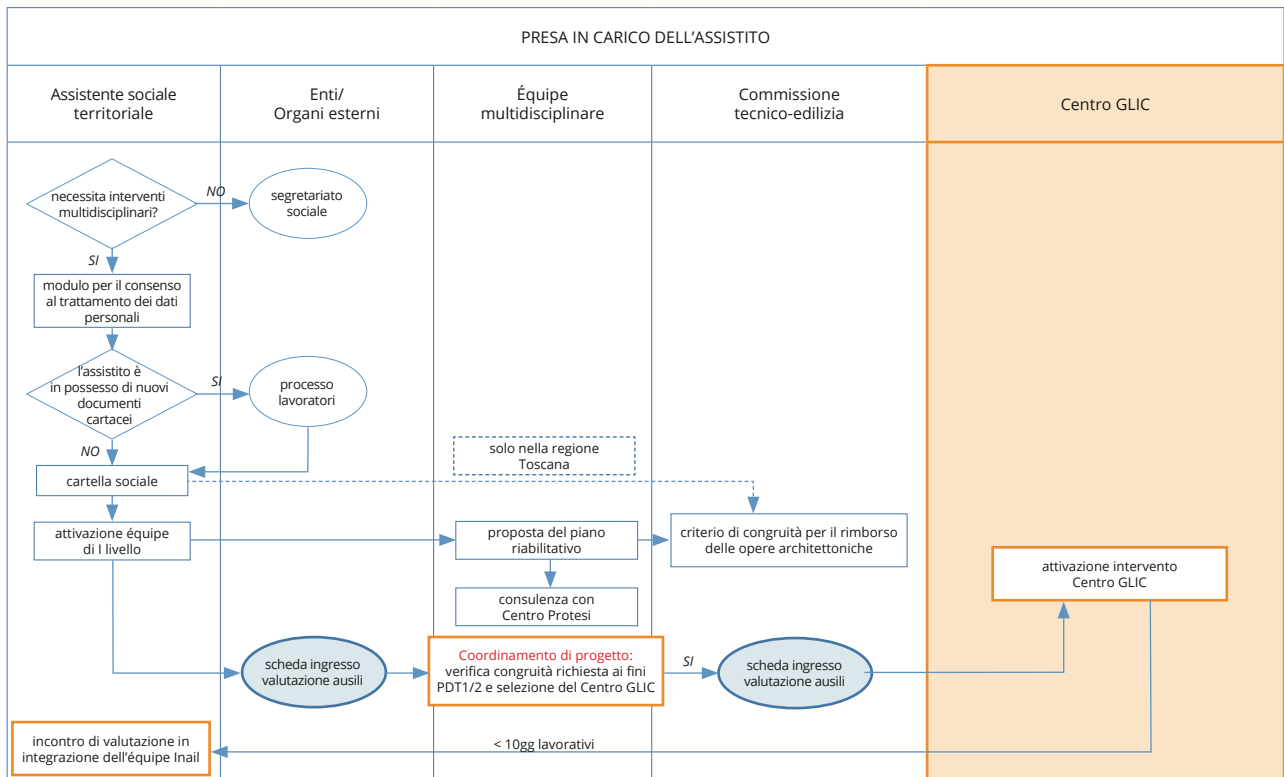 PRESA IN CARICO DELL'ASSISTITO
Assistente sociale
territoriale
Enti/
Organi esterni
Équipe
multidisciplinare
Commissione
tecnico-edilizia
Centro GLIC
necessita interventi
multidisciplinari?
NO
segretariato
sociale
SI
modulo per il consenso
al trattamento dei dati
personali
l'assistito è
in possesso di nuovi
documenti
cartacei
SI
processo
lavoratori
NO
solo nella regione
Toscana
cartella sociale
attivazione équipe
di I livello
proposta del piano
riabilitativo
criterio di congruità per il rimborso
delle opere architettoniche
attivazione intervento
Centro GLIC
consulenza con
Centro Protesi
scheda ingresso
valutazione ausili
Coordinamento di progetto:
verifica congruità richiesta ai fini
PDT1/2 e selezione del Centro GLIC
SI
scheda ingresso
valutazione ausili
incontro di valutazione in
integrazione dell'équipe Inail
< 10gg lavorativi